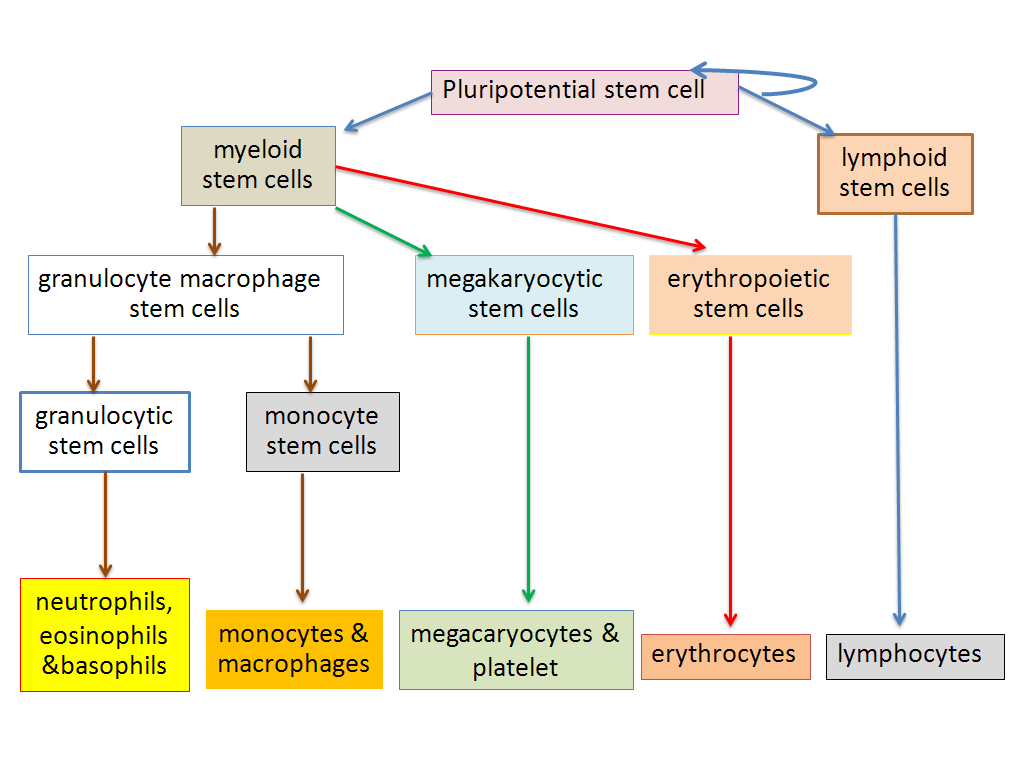 Pluripotential stem cell
myeloid
stem cells
lymphoid
stem cells
granulocyte macrophage
stem cells
megakaryocytic
stem cells
erythropoietic
stem cells
granulocytic
stem cells
monocyte
stem cells
neutrophils,
eosinophils
&basophils
monocytes &
macrophages
megacaryocytes &
platelet
erythrocytes
lymphocytes